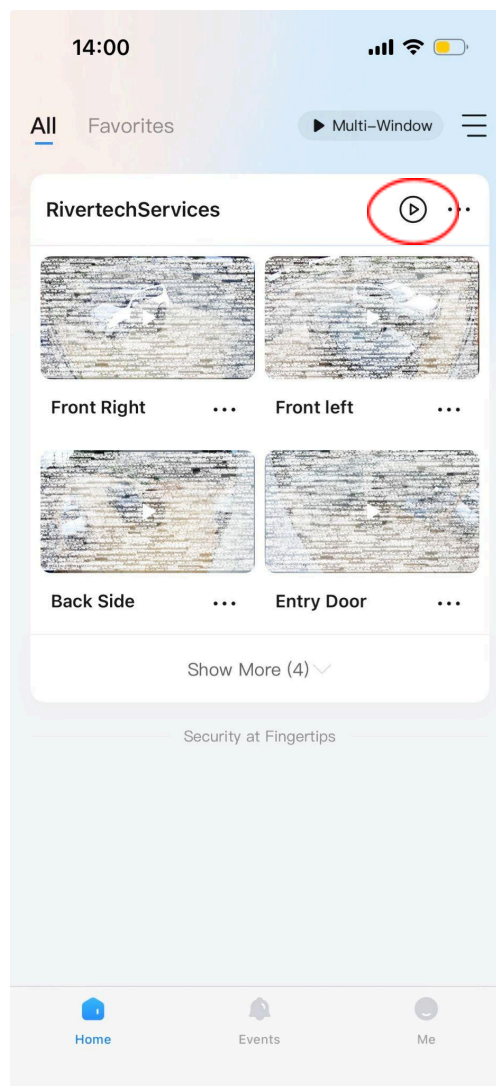 14:00
All Favorites Multi-Window
RivertechServices
Front Right Front left
Back Side Entry Door
Show More (4)
Security at Fingertips
Home Events Me